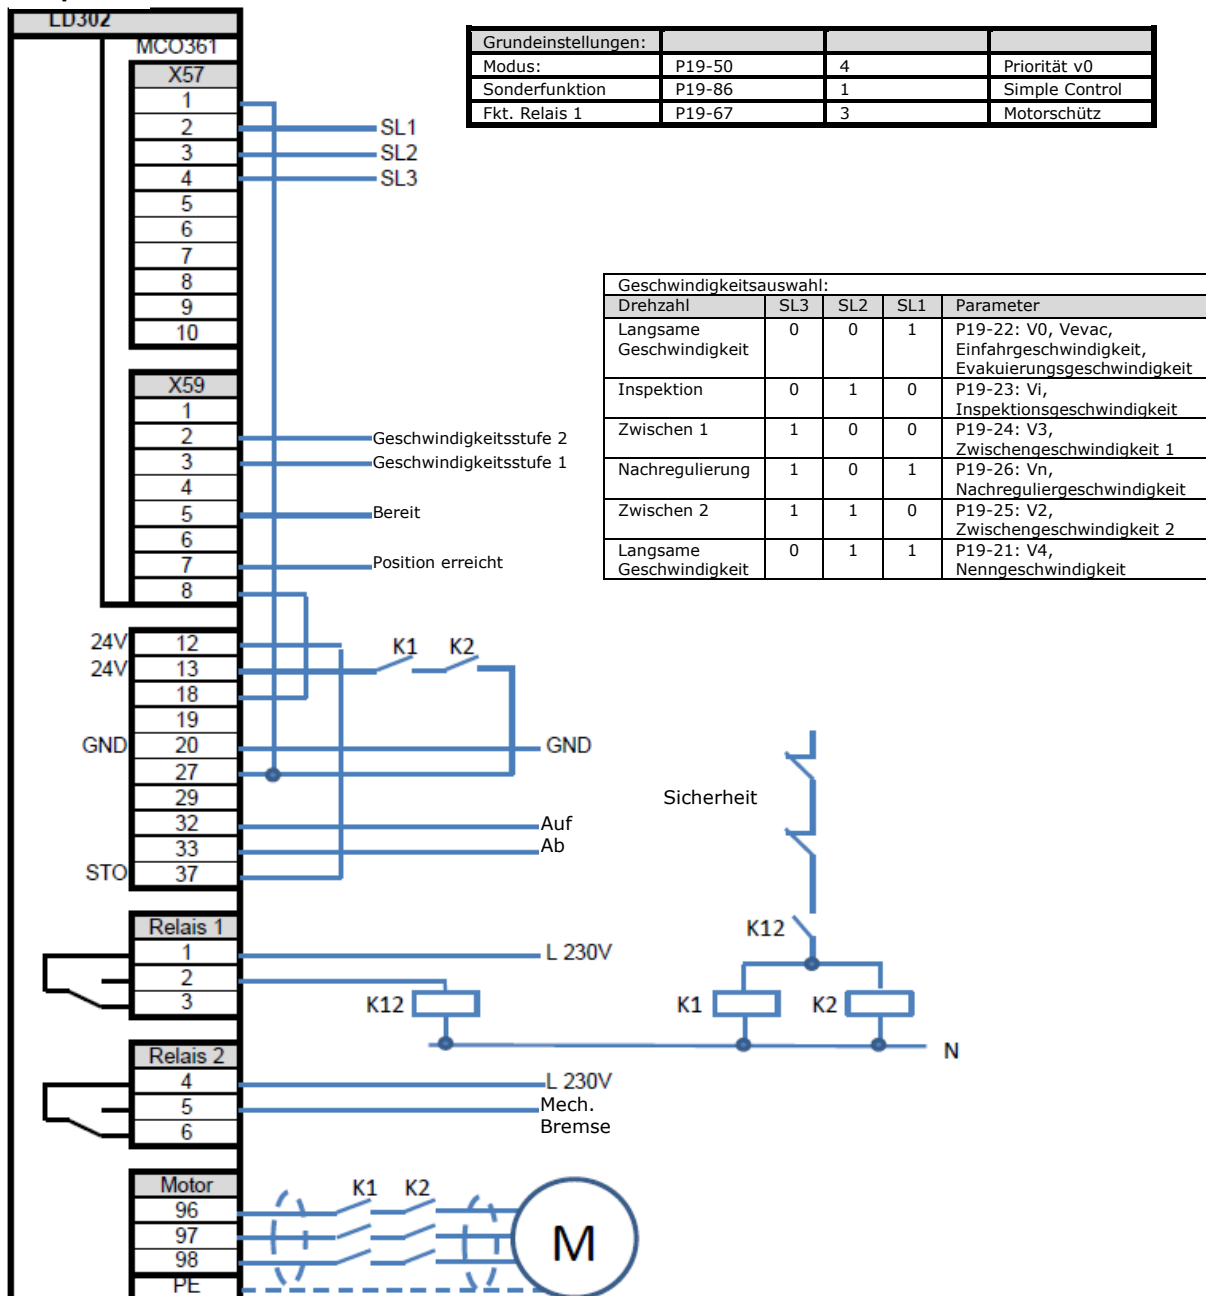 LD302
MCO361
X57
1
2
3
4
5
6
7
8
9
10
SL1
SL2
SL3
Grundeinstellungen:
Modus: P19-50 4 Priorität v0
Sonderfunktion P19-86 1 Simple Control
Fkt. Relais 1 P19-67 3 Motorschütz
Geschwindigkeitsauswahl:
Drehzahl SL3 SL2 SL1 Parameter
Langsame 0 0 1 P19-22: V0, Vevac,
Geschwindigkeit Einfahrgeschwindigkeit,
Evakuierungsgeschwindigkeit
Inspektion 0 1 0 P19-23: Vi,
Inspektionsgeschwindigkeit
Zwischen 1 1 0 0 P19-24: V3,
Zwischengeschwindigkeit 1
Nachregulierung 1 0 1 P19-26: Vn,
Nachreguliergeschwindigkeit
Zwischen 2 1 1 0 P19-25: V2,
Zwischengeschwindigkeit 2
Langsame 0 1 1 P19-21: V4,
Geschwindigkeit Nenngeschwindigkeit
X59
1
2 Geschwindigkeitsstufe 2
3 Geschwindigkeitsstufe 1
4
5 Bereit
6
7 Position erreicht
8
24V 12
24V 13 K1 K2
18
19
GND 20 GND
27
29
32 Auf
33 Ab
STO 37
Sicherheit
K12
K1 K2
N
Relais 1
1 L 230V
2
3 K12
Relais 2
4 L 230V
5 Mech.
6 Bremse
Motor K1 K2
96
97 M
98
PE